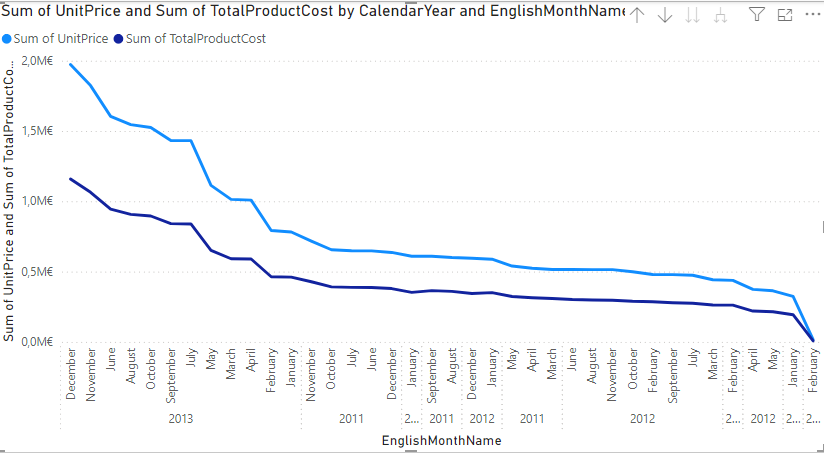 Sum of UnitPrice and Sum of TotalProductCost by CalendarYear and EnglishMonthName
Sum of UnitPrice Sum of TotalProductCost
Sum of UnitPrice and Sum of TotalProductCo...
2,0M€
1,5M€
1,0M€
0,5M€
0,0M€
December November June August October September July May March April February January November October July June December January September August December January May April March June August November October February September July March February April May January February
2013 2011 2... 2011 2012 2011 2012 2... 2012 2... 2...
EnglishMonthName